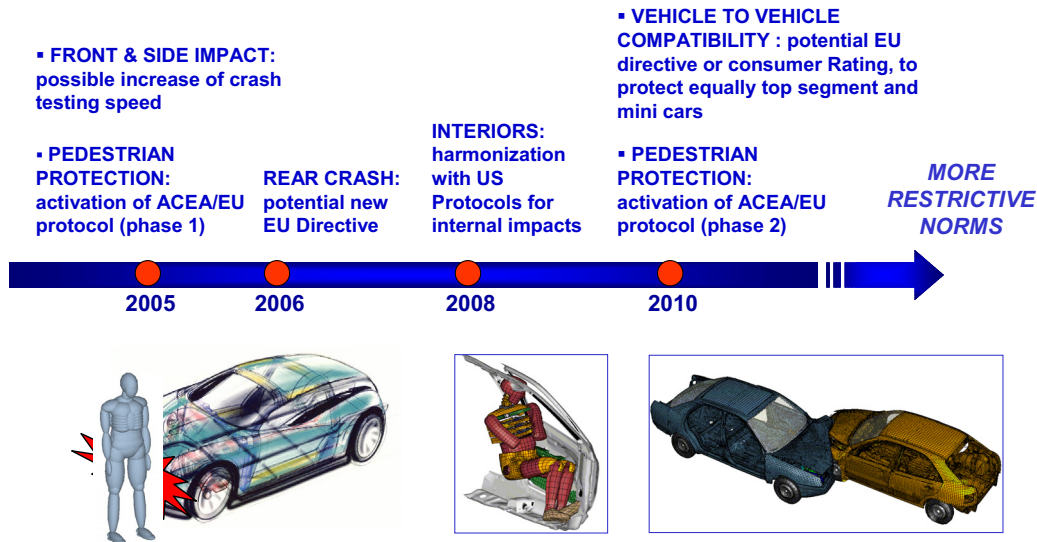 ▪ FRONT & SIDE IMPACT:
possible increase of crash
testing speed
▪ PEDESTRIAN
PROTECTION:
activation of ACEA/EU
protocol (phase 1)
REAR CRASH:
potential new
EU Directive
INTERIORS:
harmonization
with US
Protocols for
internal impacts
▪ VEHICLE TO VEHICLE
COMPATIBILITY : potential EU
directive or consumer Rating, to
protect equally top segment and
mini cars
▪ PEDESTRIAN
PROTECTION:
activation of ACEA/EU
protocol (phase 2)
MORE
RESTRICTIVE
NORMS
2005
2006
2008
2010